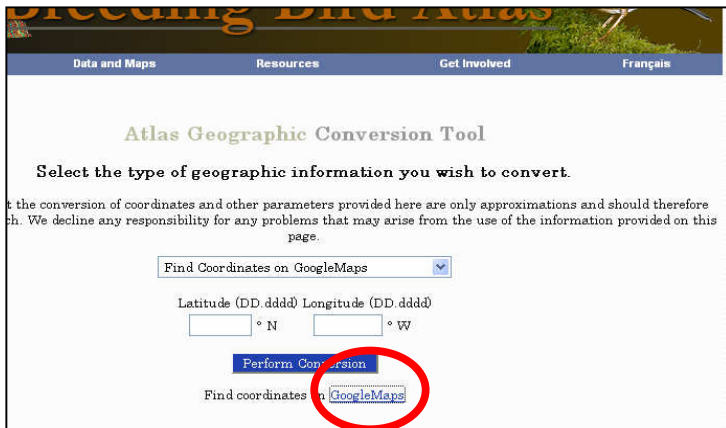 Breeding Bird Atlas
Data and Maps Resources Get Involved Français
Atlas Geographic Conversion Tool
Select the type of geographic information you wish to convert.
t the conversion of coordinates and other parameters provided here are only approximations and should therefore
ch. We decline any responsibility for any problems that may arise from the use of the information provided on this
page.
Find Coordinates on GoogleMaps
Latitude (DD.dddd) Longitude (DD.dddd)
° N ° W
Perform Conversion
Find coordinates on GoogleMaps